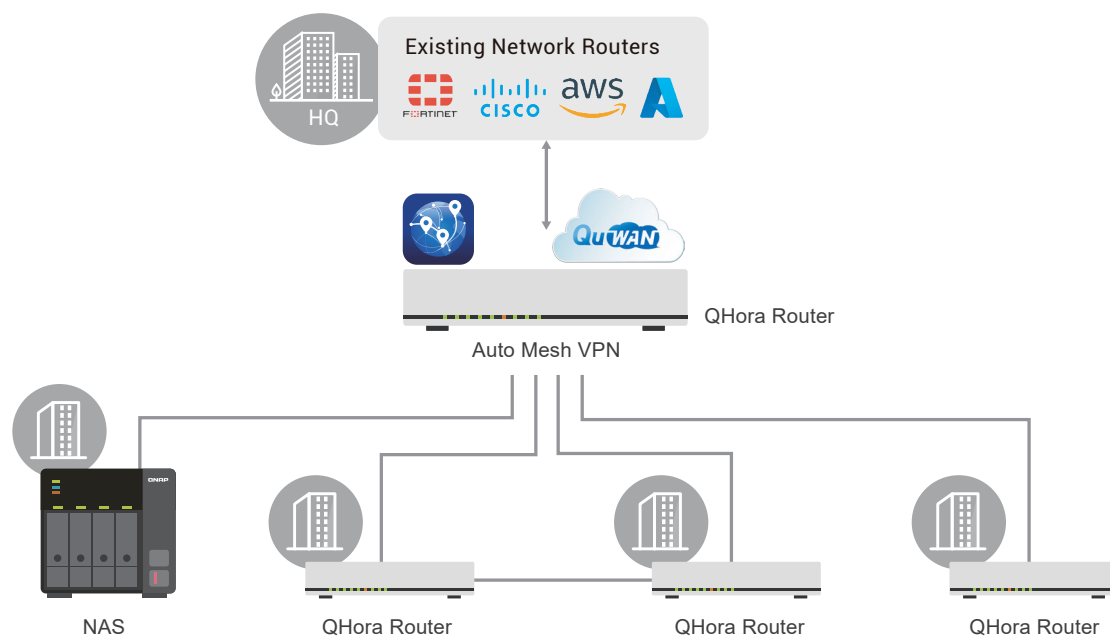 Existing Network Routers
FORTINET
CISCO
aws
HQ
QuWAN
QHora Router
Auto Mesh VPN
QNAP
NAS
QHora Router
QHora Router
QHora Router